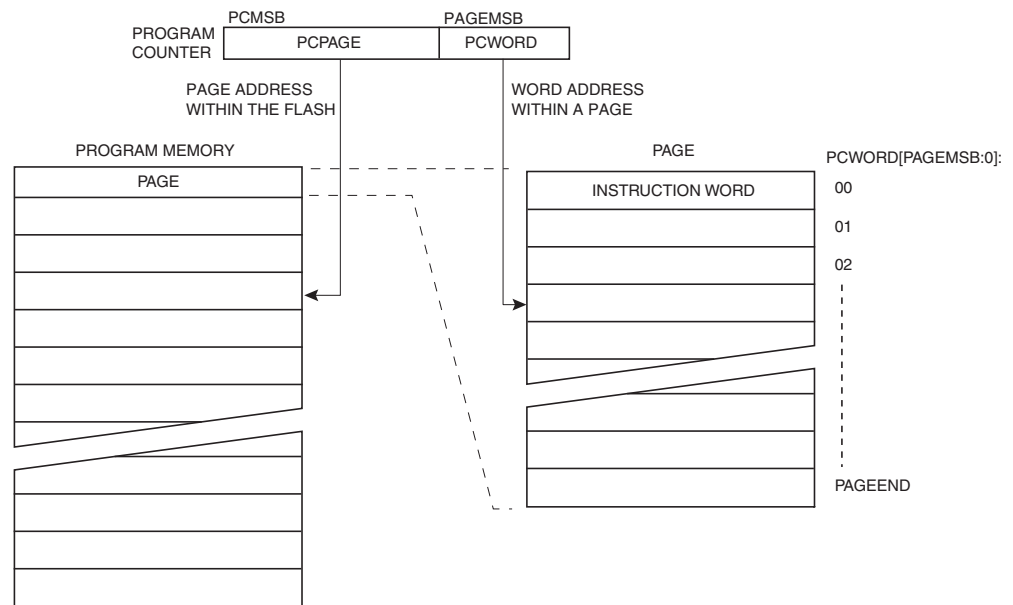 PCMSB PAGEMSB
PROGRAM
COUNTER
PCPAGE PCWORD
PAGE ADDRESS
WITHIN THE FLASH
WORD ADDRESS
WITHIN A PAGE
PROGRAM MEMORY
PAGE
PAGE
PCWORD[PAGEMSB:0]:
INSTRUCTION WORD
00
01
02
PAGEEND